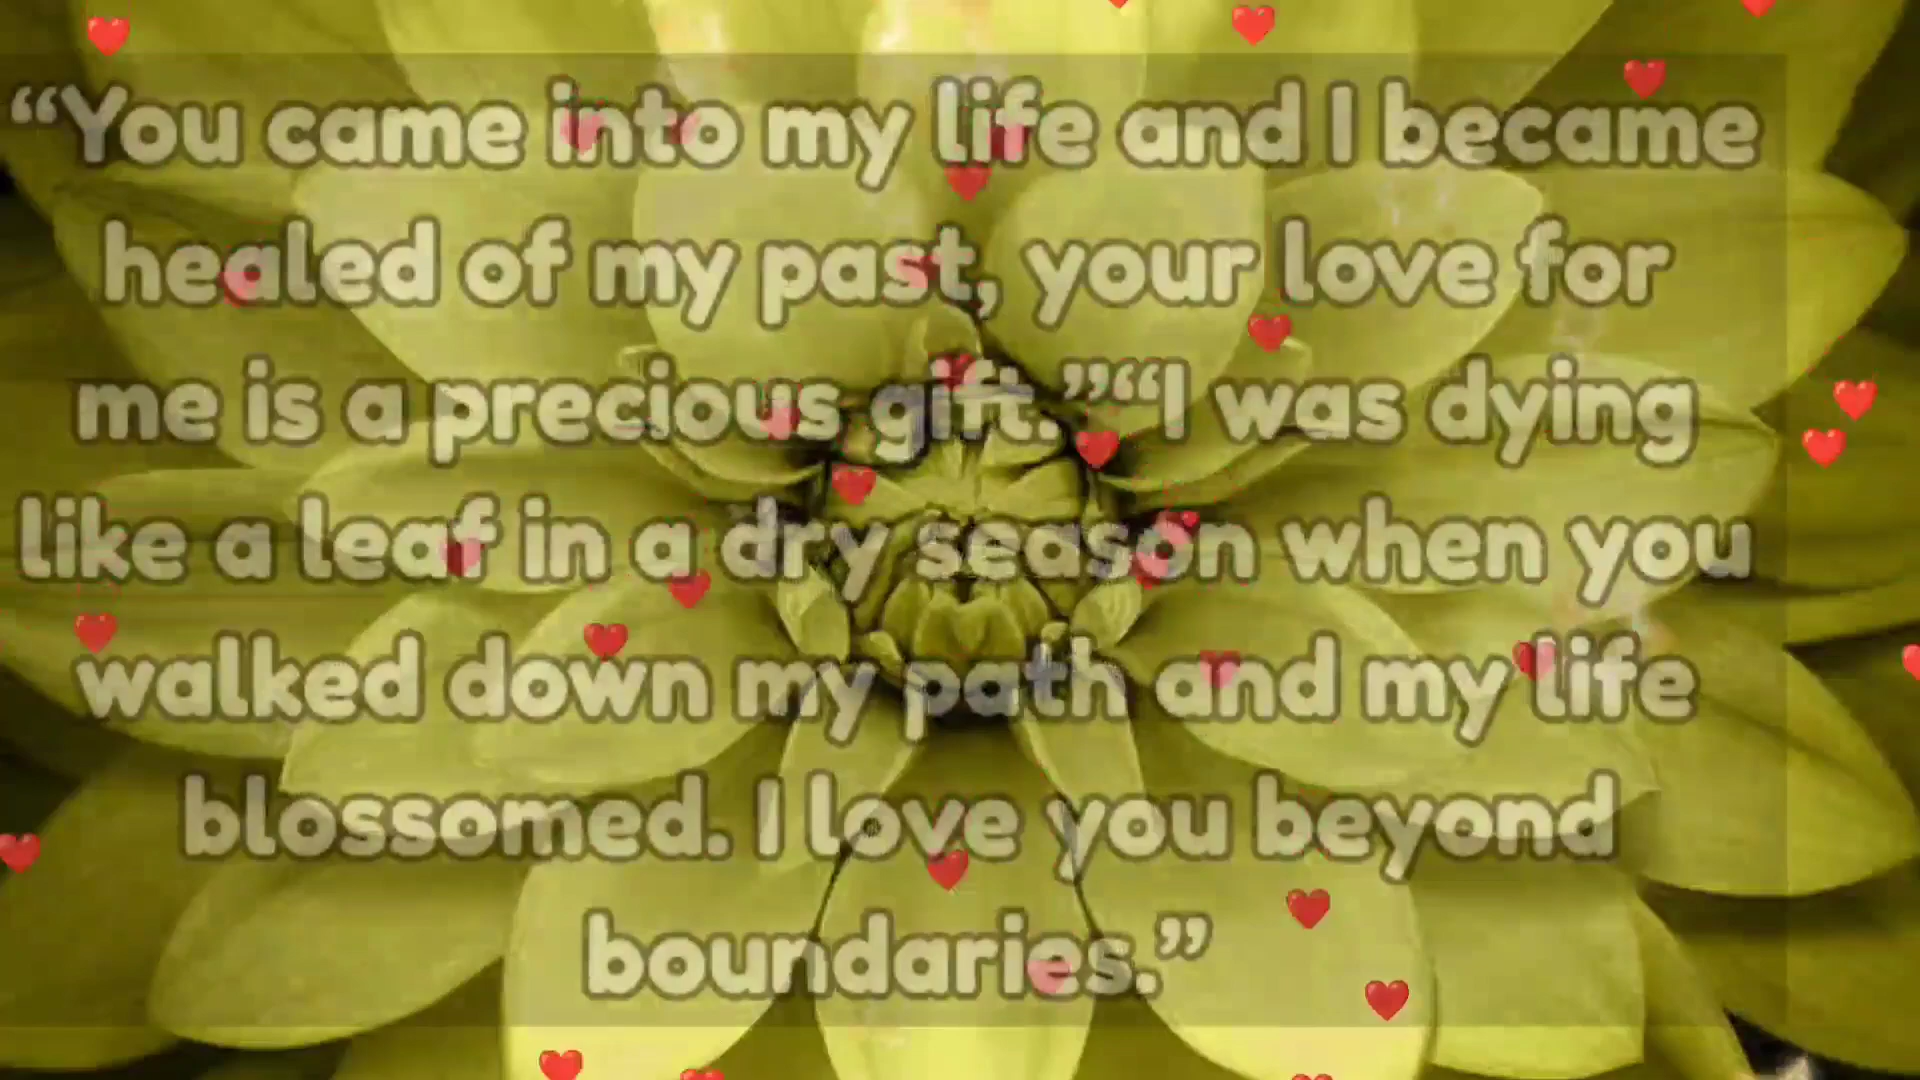 “You came into my life and I became
healed of my past, your love for
me is a precious gift.”“I was dying
like a leaf in a dry season when you
walked down my path and my life
blossomed. I love you beyond
boundaries.”